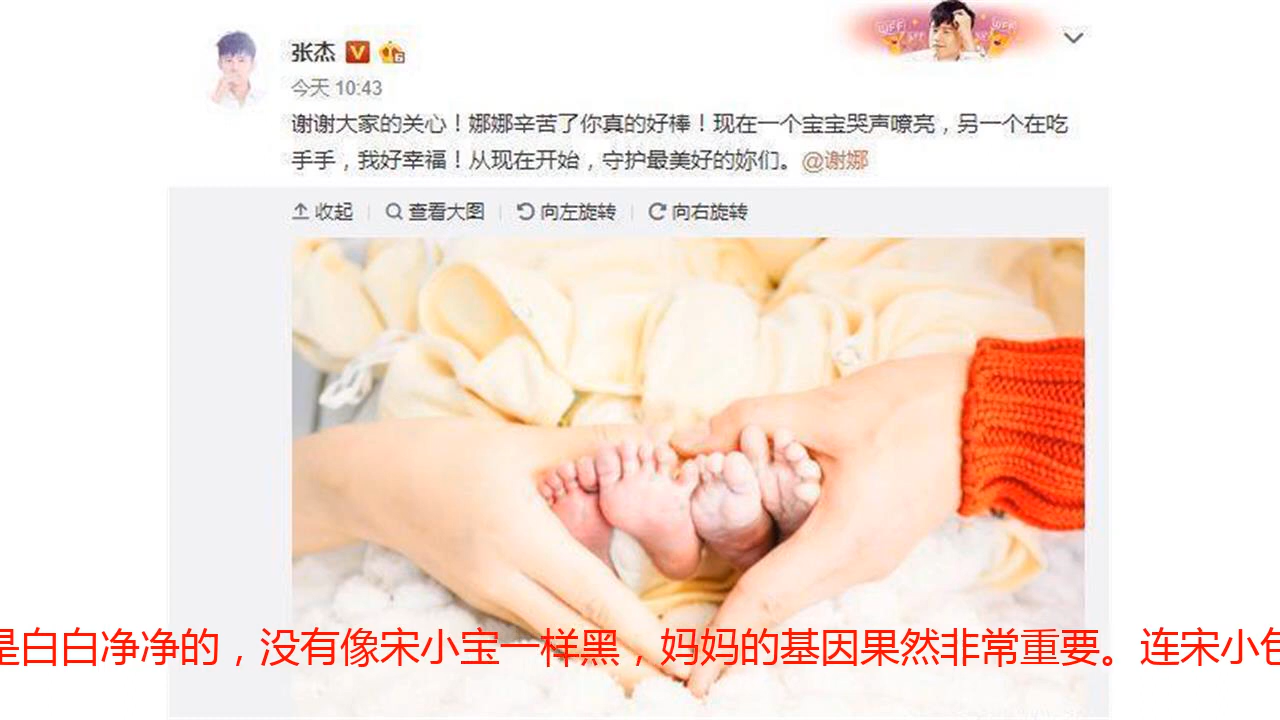 张杰
今天 10:43
谢谢大家的关心！娜娜辛苦了你真的好棒！现在一个宝宝哭声嘹亮，另一个在吃
手手，我好幸福！从现在开始，守护最美好的妳们。@谢娜
收起 查看大图 向左旋转 向右旋转
是白白净净的，没有像宋小宝一样黑，妈妈的基因果然非常重要。连宋小